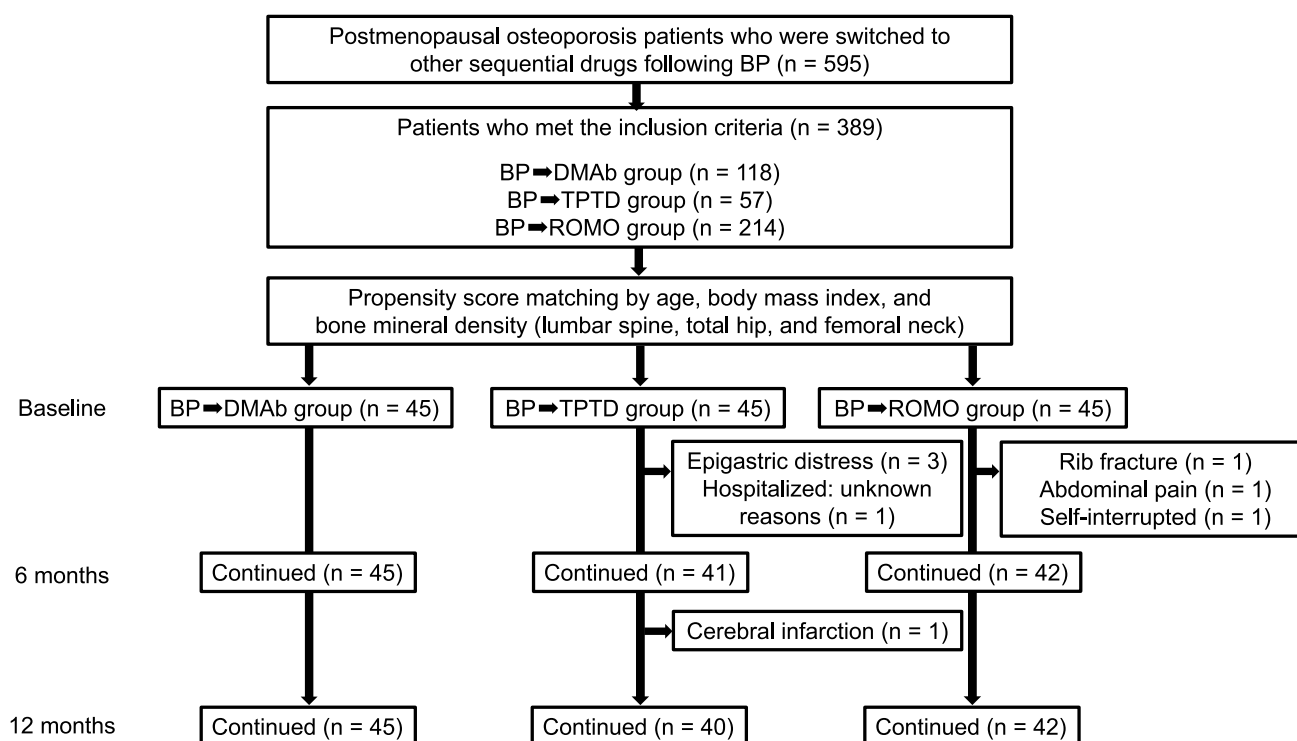 Postmenopausal osteoporosis patients who were switched to
other sequential drugs following BP (n = 595)
Patients who met the inclusion criteria (n = 389)
BP➡DMAb group (n = 118)
BP➡TPTD group (n = 57)
BP➡ROMO group (n = 214)
Propensity score matching by age, body mass index, and
bone mineral density (lumbar spine, total hip, and femoral neck)
Baseline
BP➡DMAb group (n = 45)
BP➡TPTD group (n = 45)
BP➡ROMO group (n = 45)
Epigastric distress (n = 3)
Hospitalized: unknown
reasons (n = 1)
Rib fracture (n = 1)
Abdominal pain (n = 1)
Self-interrupted (n = 1)
6 months
Continued (n = 45)
Continued (n = 41)
Continued (n = 42)
Cerebral infarction (n = 1)
12 months
Continued (n = 45)
Continued (n = 40)
Continued (n = 42)